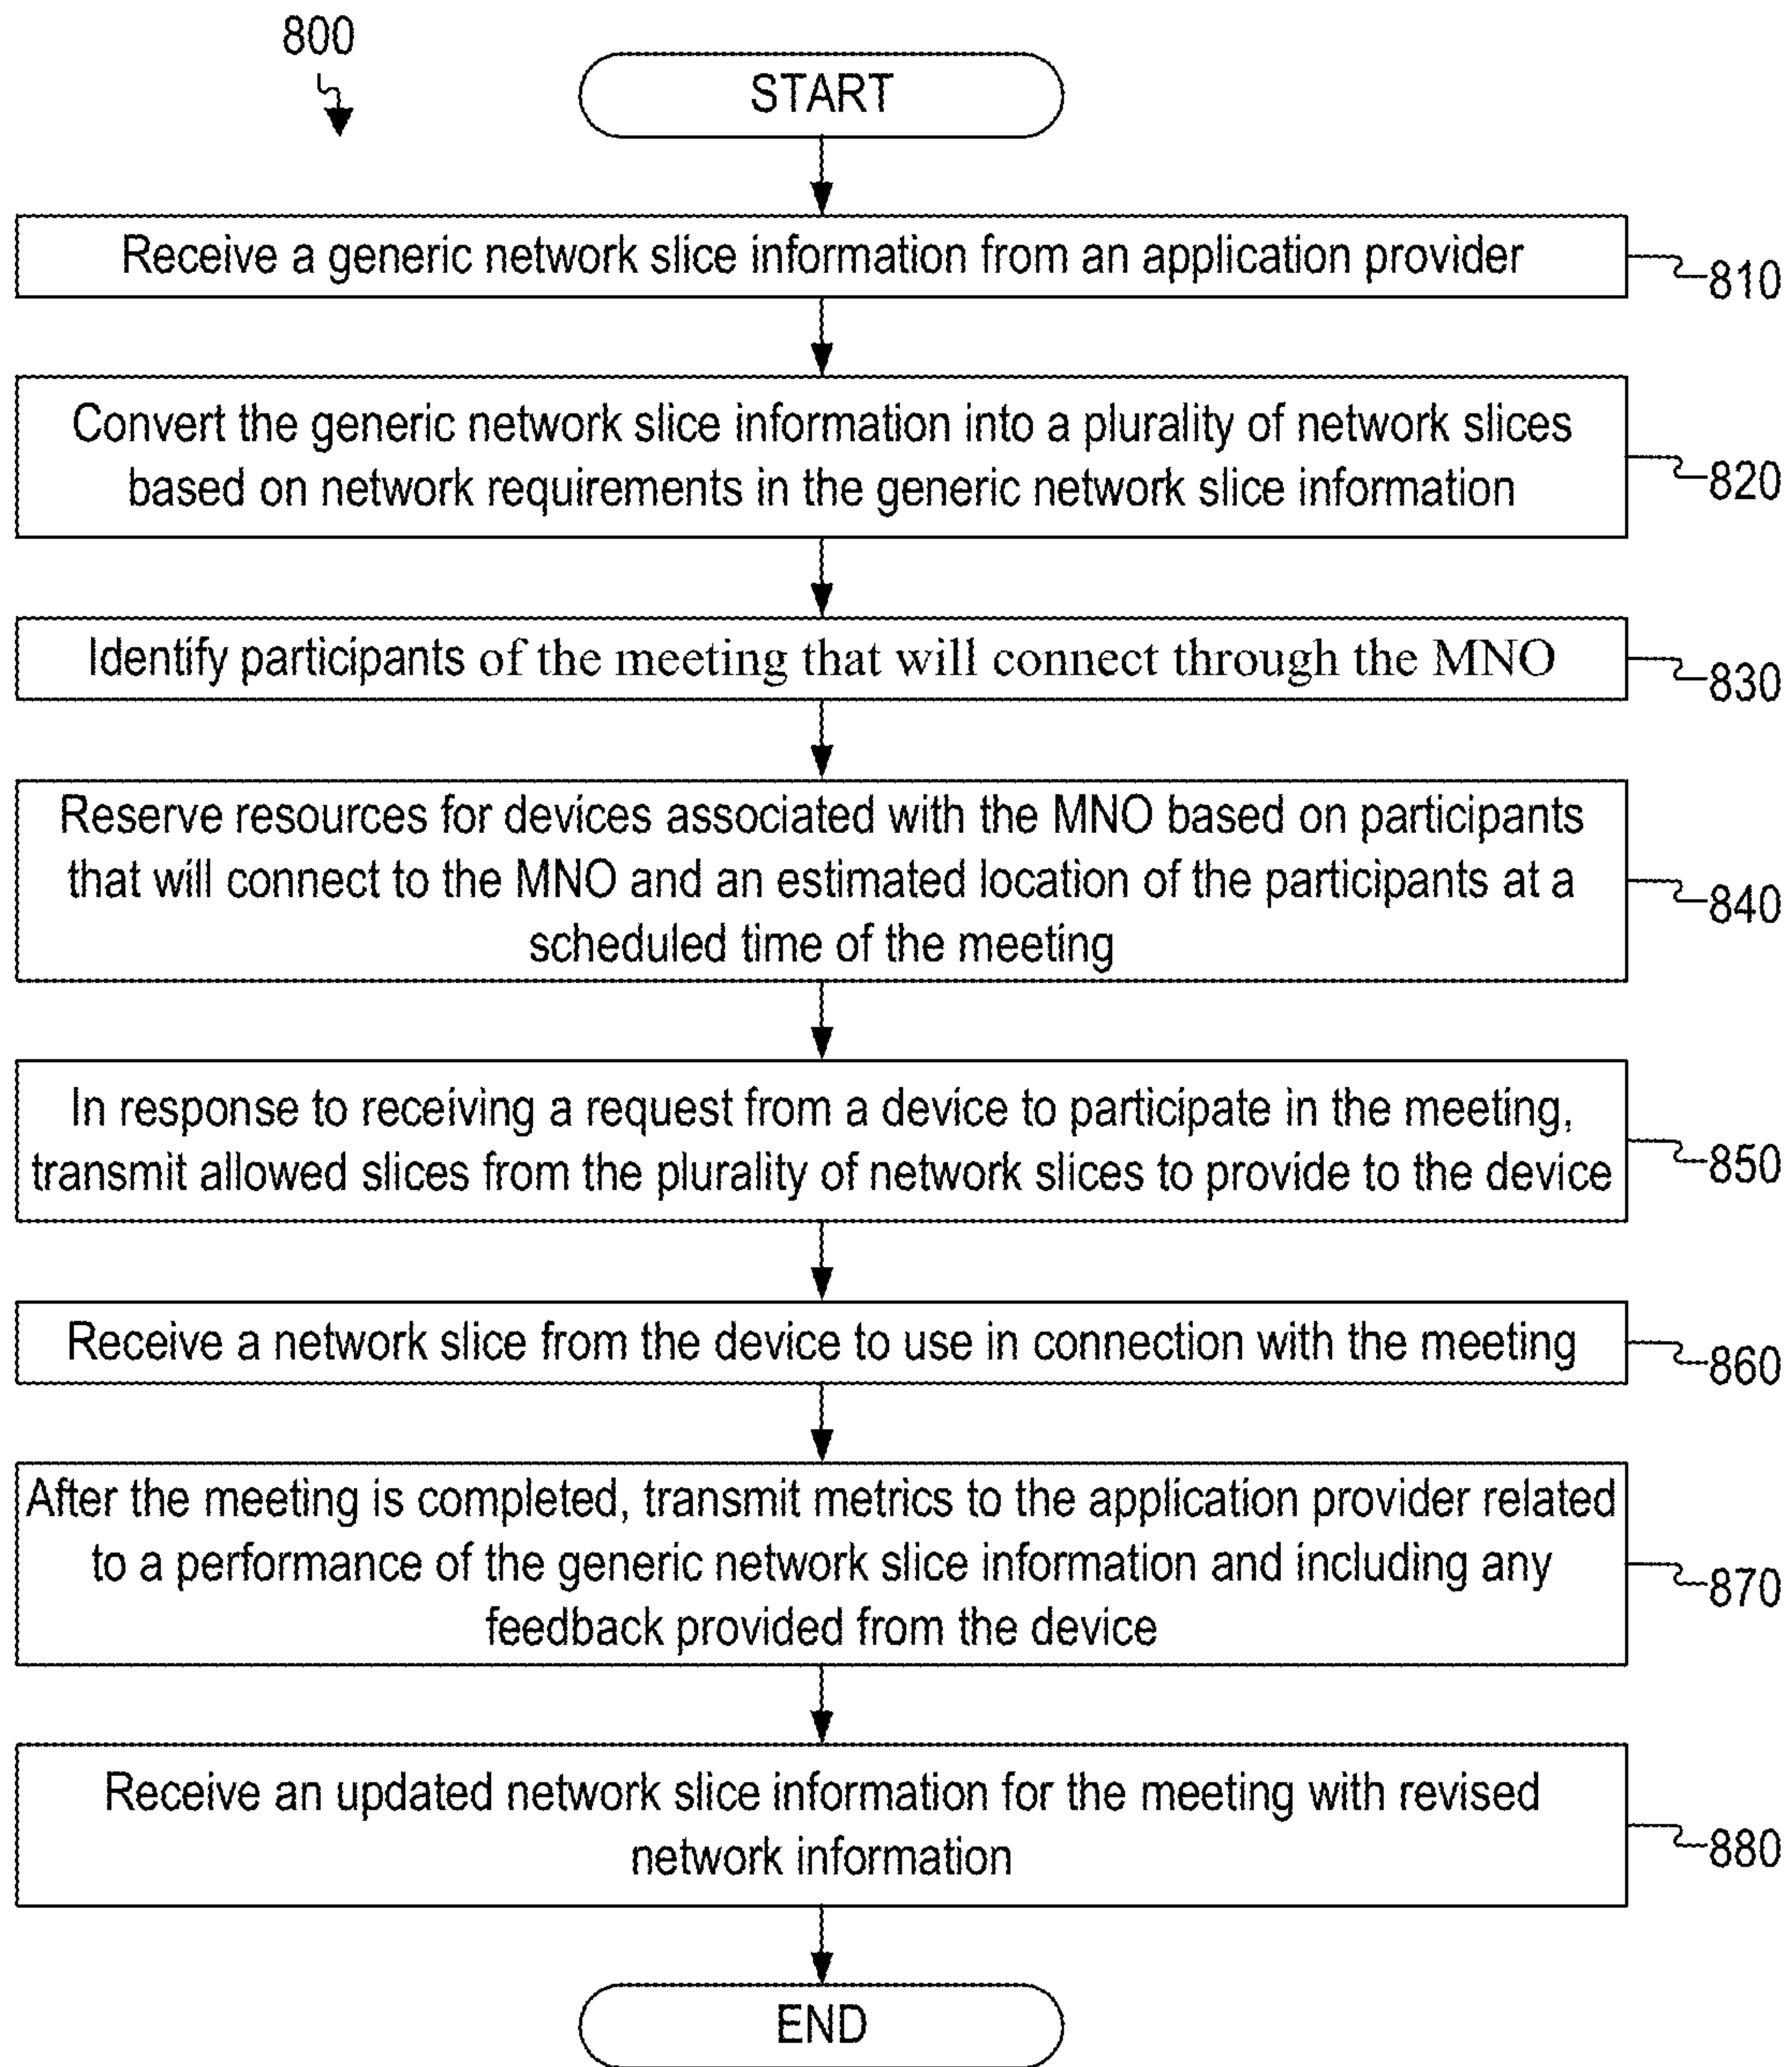 800
START
Receive a generic network slice information from an application provider
810
Convert the generic network slice information into a plurality of network slices
based on network requirements in the generic network slice information
820
Identify participants of the meeting that will connect through the MNO
830
Reserve resources for devices associated with the MNO based on participants
that will connect to the MNO and an estimated location of the participants at a
scheduled time of the meeting
840
In response to receiving a request from a device to participate in the meeting,
transmit allowed slices from the plurality of network slices to provide to the device
850
Receive a network slice from the device to use in connection with the meeting
860
After the meeting is completed, transmit metrics to the application provider related
to a performance of the generic network slice information and including any
feedback provided from the device
870
Receive an updated network slice information for the meeting with revised
network information
880
END